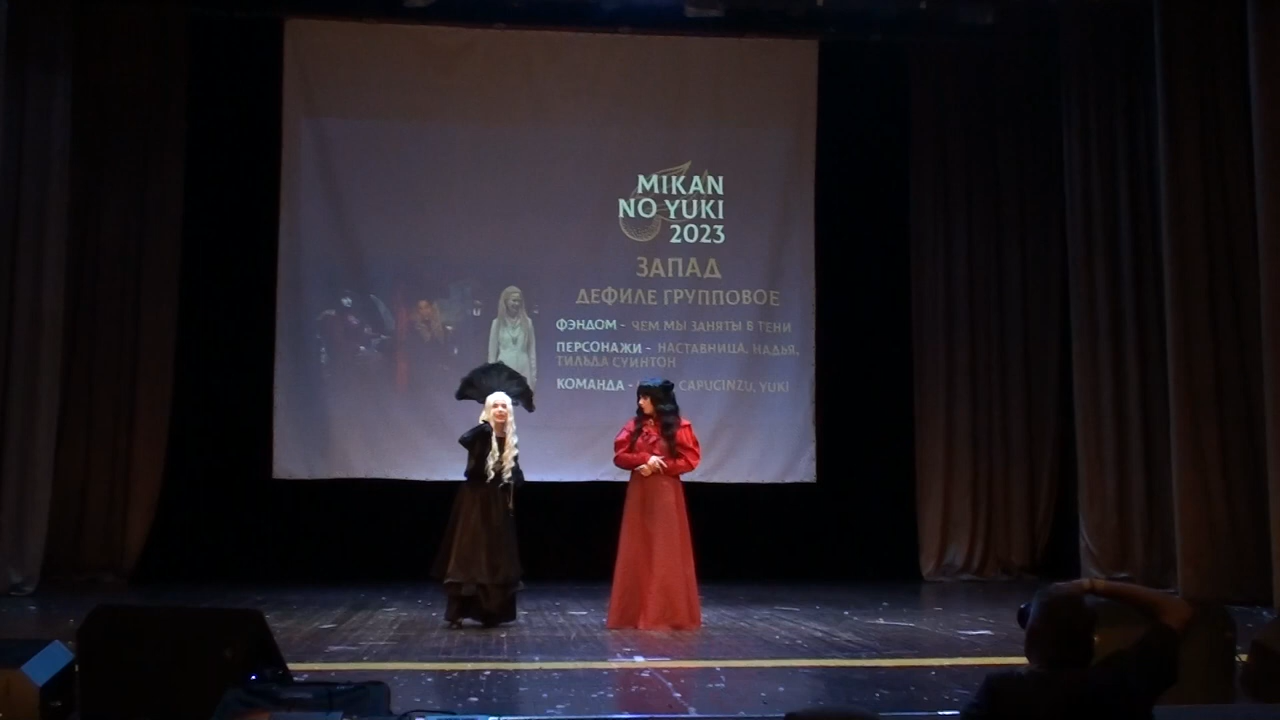 MIKAN
NO YUKI
2023
ЗАПАД
ДЕФИЛЕ ГРУППОВОЕ
ФЭНДОМ - ЧЕМ МЫ ЗАНЯТЫ В ТЕНИ
ПЕРСОНАЖИ - НАСТАВНИЦА, НАДЬЯ,
ТИЛЬДА СУИНТОН
КОМАНДА - CAPUCINZU, YUKI